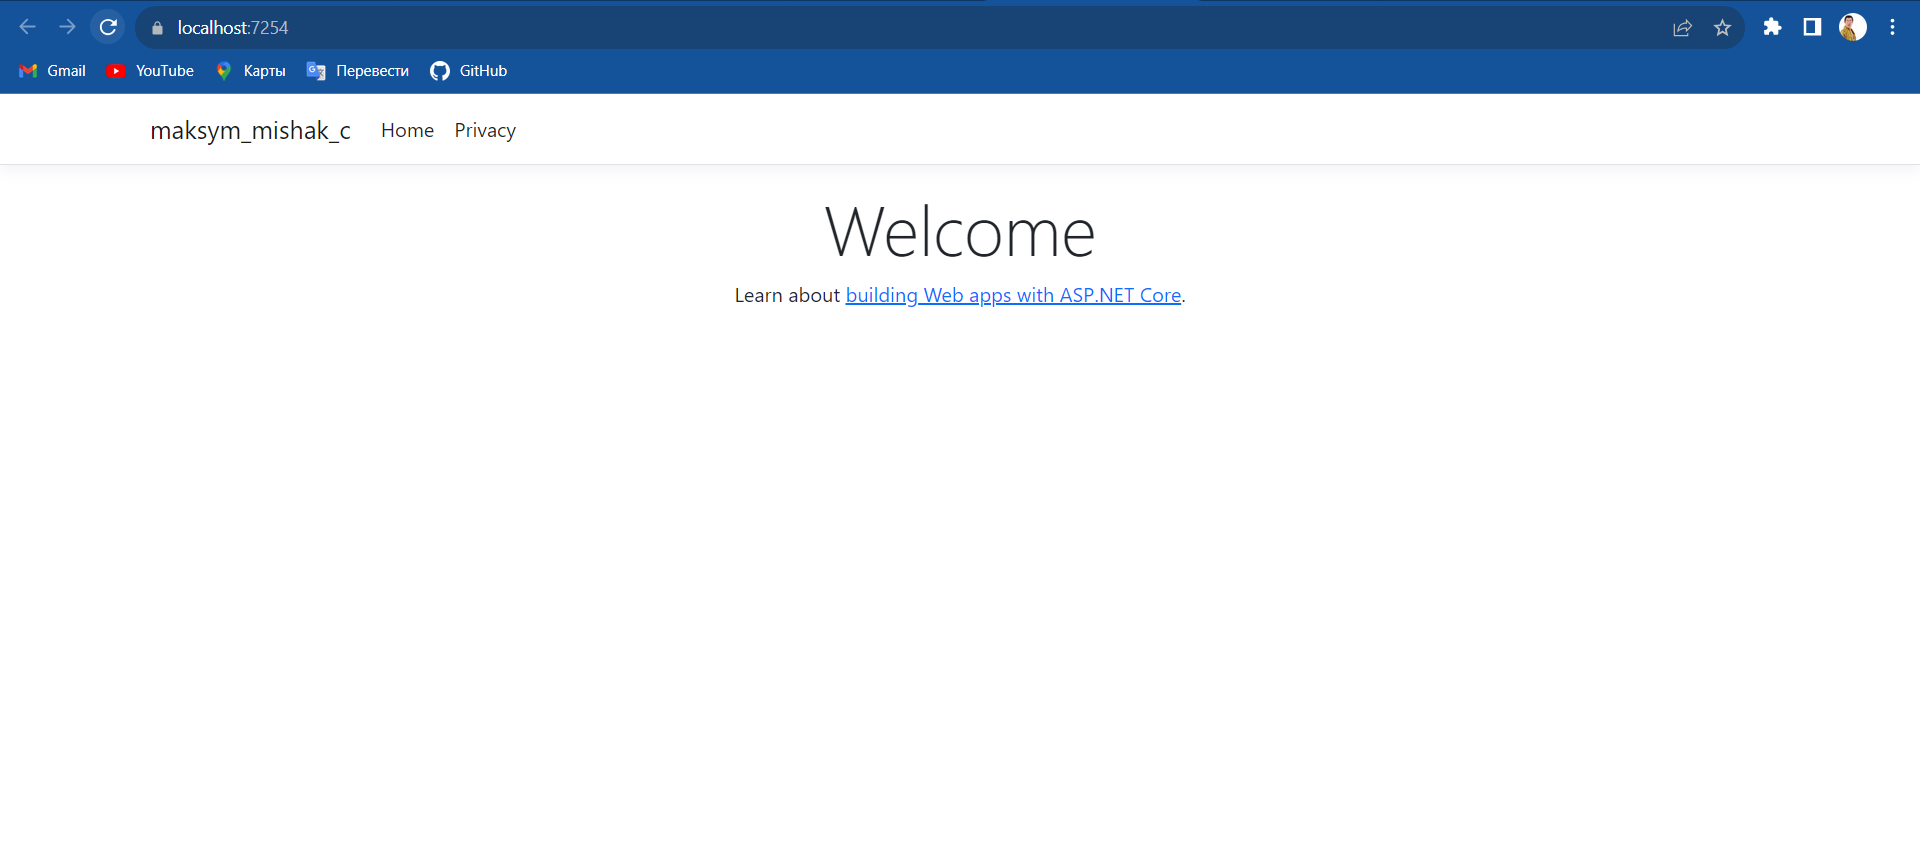 localhost:7254
Gmail YouTube Карты Перевести GitHub
maksym_mishak_c Home Privacy
Welcome
Learn about building Web apps with ASP.NET Core.